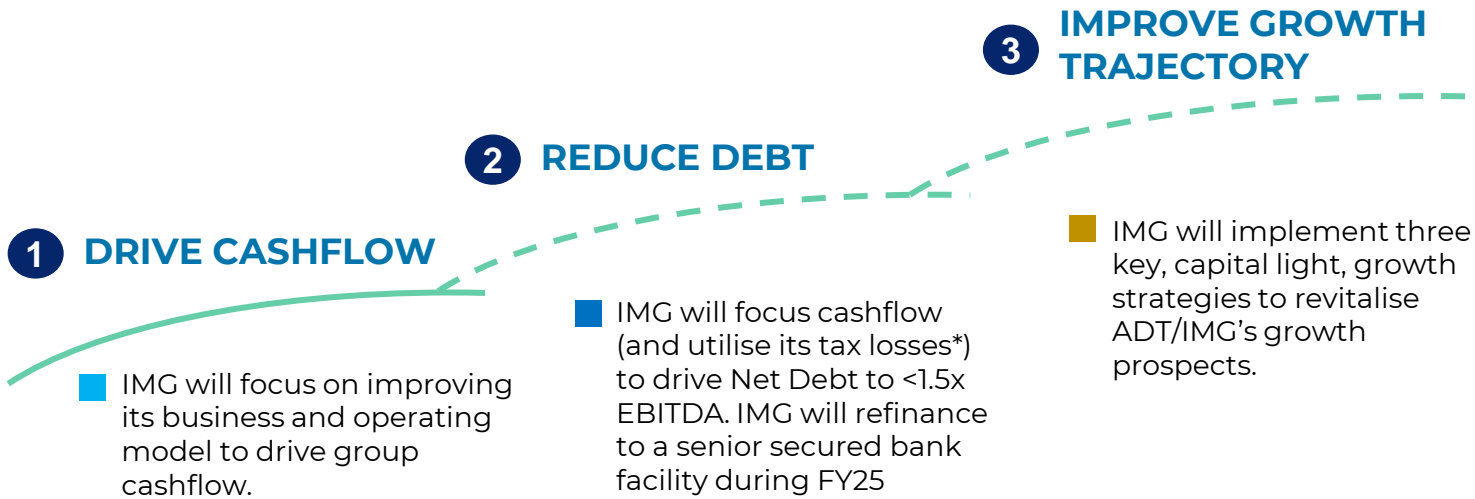 1
DRIVE CASHFLOW
IMG will focus on improving
its business and operating
model to drive group
cashflow.
2
REDUCE DEBT
IMG will focus cashflow
(and utilise its tax losses*)
to drive Net Debt to <1.5x
EBITDA. IMG will refinance
to a senior secured bank
facility during FY25
3
IMPROVE GROWTH
TRAJECTORY
IMG will implement three
key, capital light, growth
strategies to revitalise
ADT/IMG’s growth
prospects.